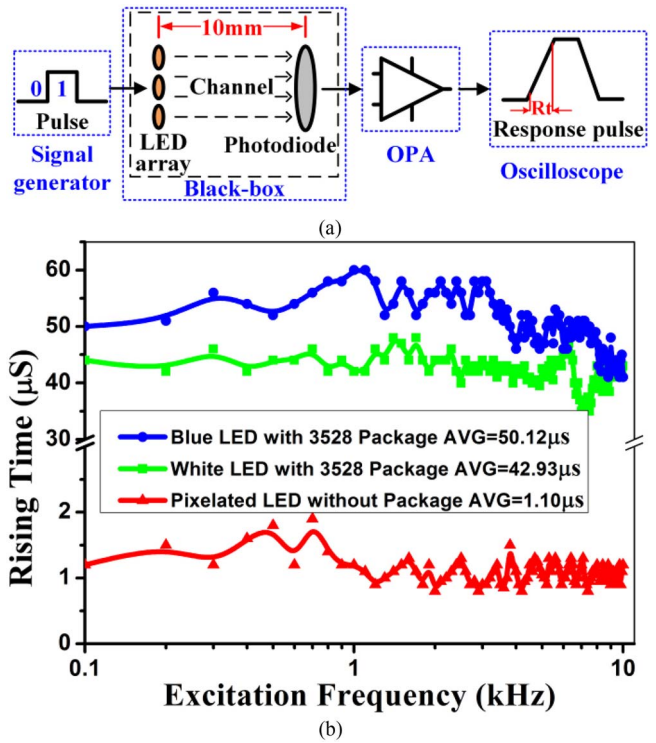 10mm
0 1
Pulse
Signal
generator
Channel
LED
array
Photodiode
Black-box
OPA
Rt
Response pulse
Oscilloscope
(a)
Rising Time (μS)
60
50
40
30
2
1
0
Blue LED with 3528 Package AVG=50.12μs
White LED with 3528 Package AVG=42.93μs
Pixelated LED without Package AVG=1.10μs
0.1 1 10
Excitation Frequency (kHz)
(b)